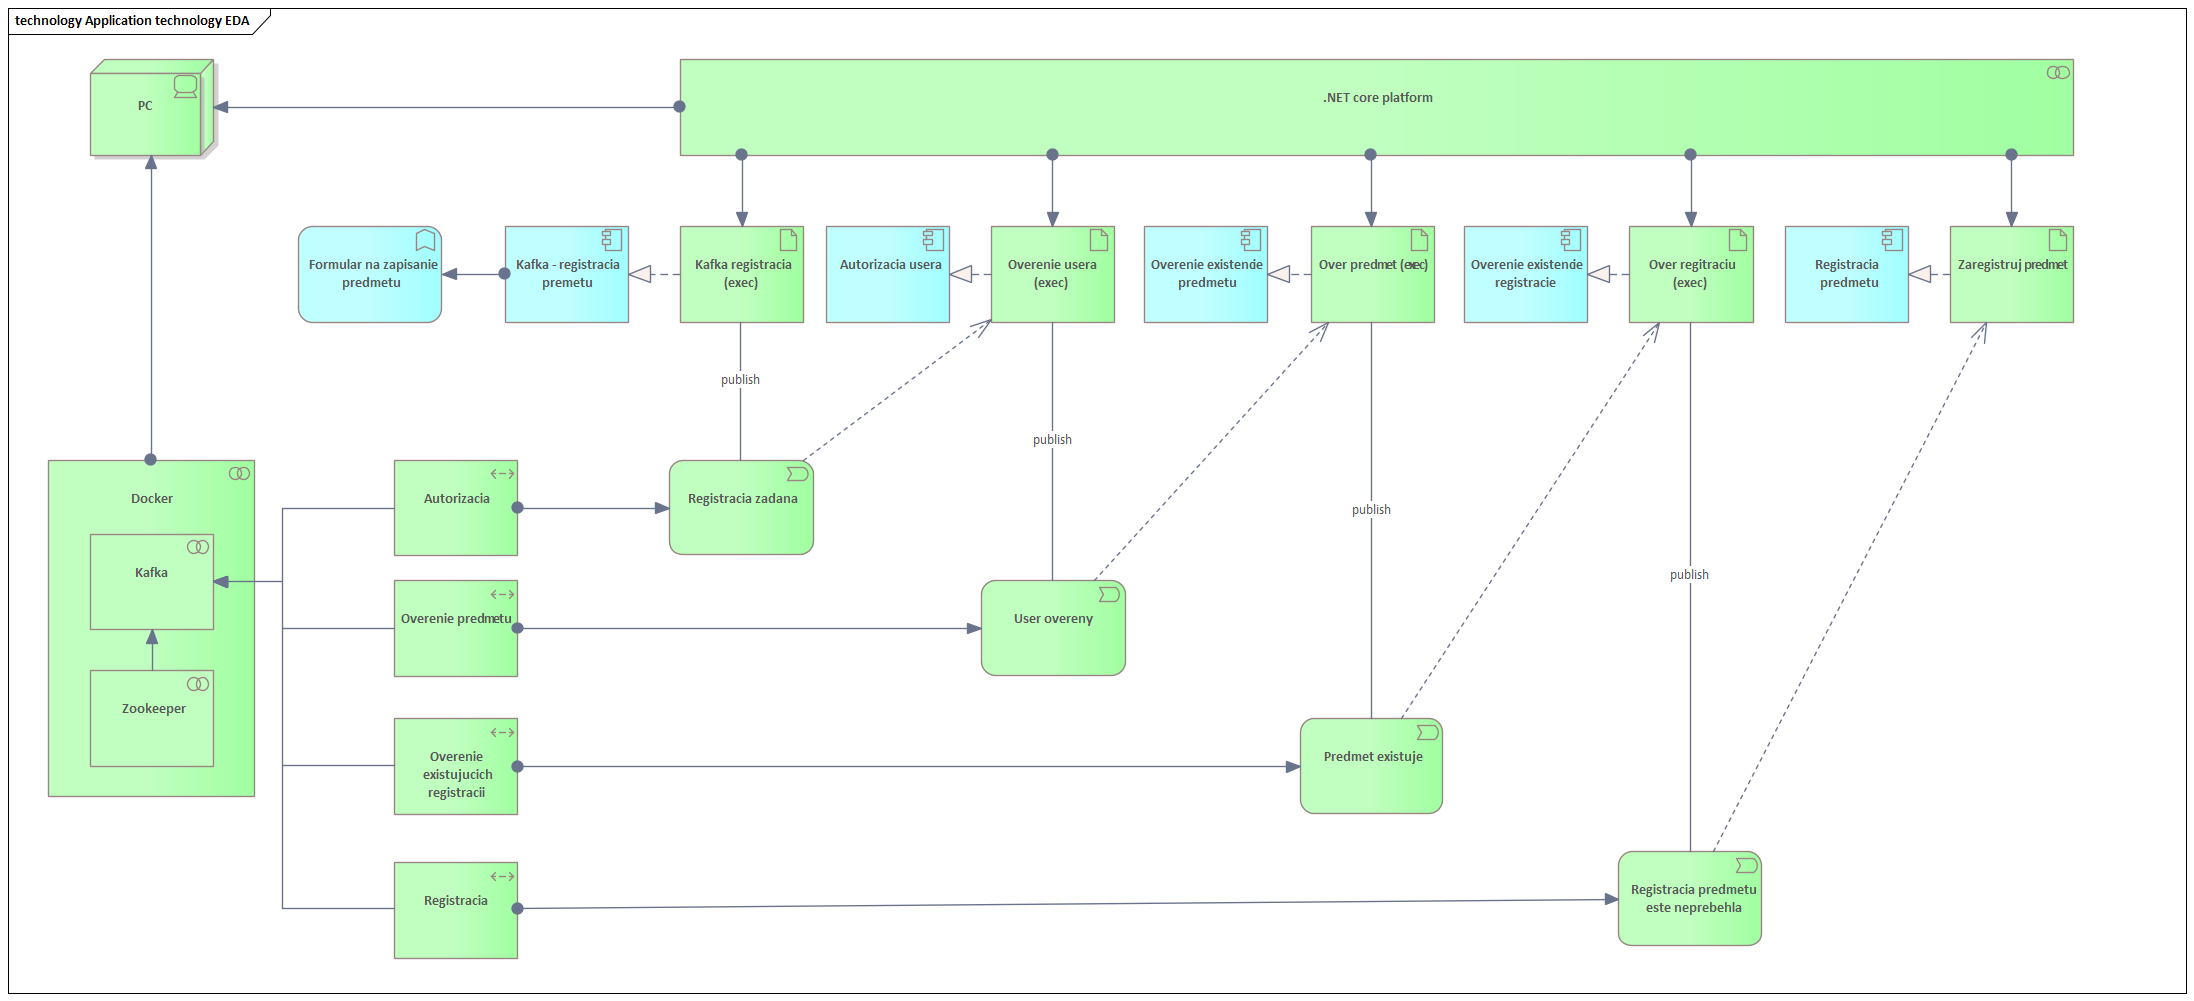 technology Application technology EDA
PC
.NET core platform
Formular na zapisanie
predmetu
Kafka - registracia
premetu
Kafka registracia
(exec)
Autorizacia usera
Overenie usera
(exec)
Overenie existencie
predmetu
Over predmet (exec)
Overenie existencie
registracie
Over regitraciu
(exec)
Registracia
predmetu
Zaregistruj predmet
publish
publish
publish
publish
Docker
Kafka
Zookeeper
Autorizacia
Registracia zadana
Overenie predmetu
User overeny
Overenie
existujucich
registracii
Predmet existuje
Registracia
Registracia predmetu
este neprebehla